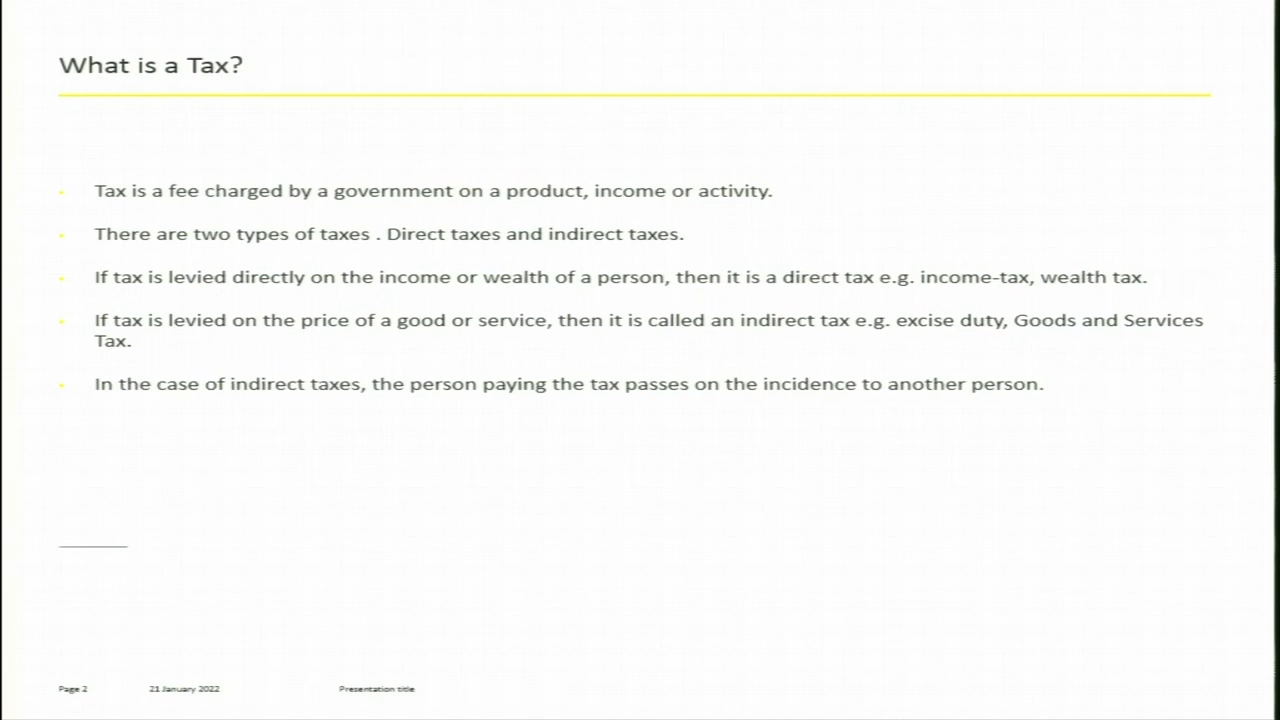 What is a Tax?
Tax is a fee charged by a government on a product, income or activity.
There are two types of taxes . Direct taxes and indirect taxes.
If tax is levied directly on the income or wealth of a person, then it is a direct tax e.g. income-tax, wealth tax.
If tax is levied on the price of a good or service, then it is called an indirect tax e.g. excise duty, Goods and Services
Tax.
In the case of indirect taxes, the person paying the tax passes on the incidence to another person.
Page 2 21 January 2022 Presentation title